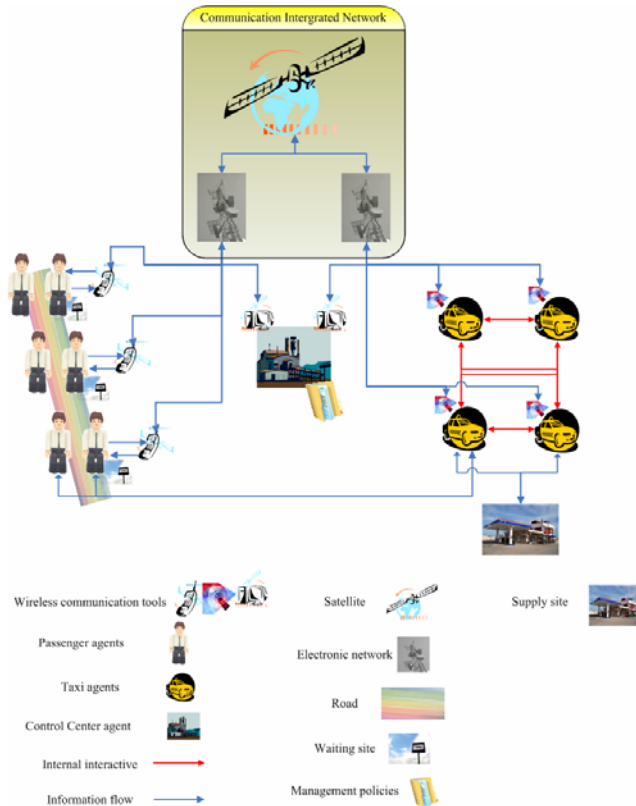 Communication Intergrated Network
Wireless communication tools
Satellite
Supply site
Passenger agents
Electronic network
Taxi agents
Road
Control Center agent
Waiting site
Internal interactive
Management policies
Information flow